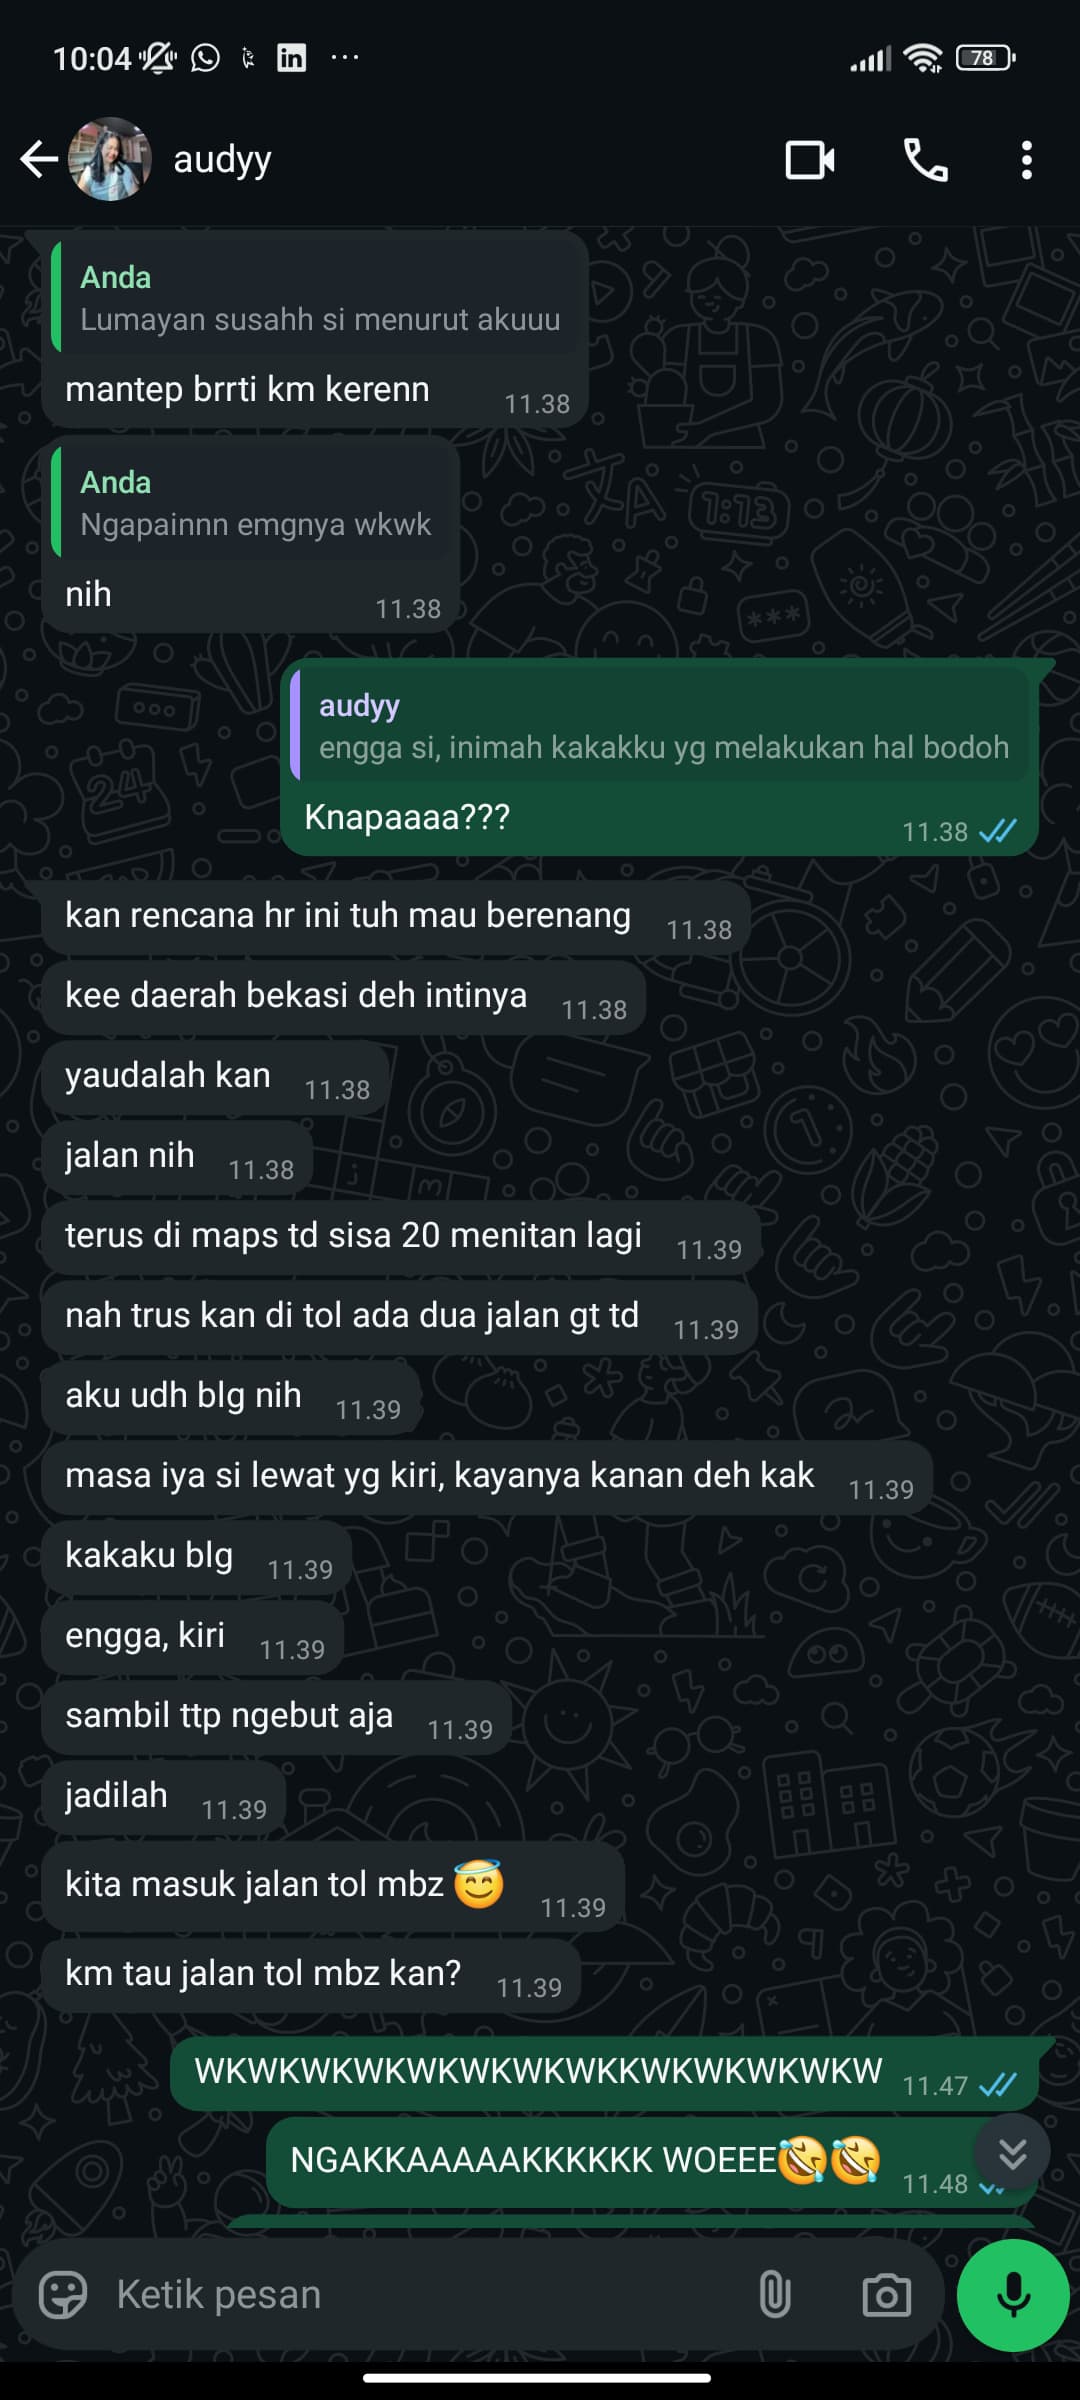 10:04
in
...
78
audyy
Anda
Lumayan susahh si menurut akuuu
mantep brrti km kerenn
11.38
Anda
Ngapainnn emgnya wkwk
nih
11.38
audyy
engga si, inimah kakakku yg melakukan hal bodoh
Knapaaaa???
11.38
kan rencana hr ini tuh mau berenang 11.38
kee daerah bekasi deh intinya 11.38
yaudalah kan 11.38
jalan nih 11.38
terus di maps td sisa 20 menitan lagi 11.39
nah trus kan di tol ada dua jalan gt td 11.39
aku udh blg nih 11.39
masa iya si lewat yg kiri, kayanya kanan deh kak 11.39
kakaku blg 11.39
engga, kiri 11.39
sambil ttp ngebut aja 11.39
jadilah 11.39
kita masuk jalan tol mbz 😇 11.39
km tau jalan tol mbz kan? 11.39
WKWKWKWKWKWKWKWKKWKWKWKWKW 11.47
NGAKKAAAAAKKKKKK WOEEE🤣🤣 11.48
Ketik pesan